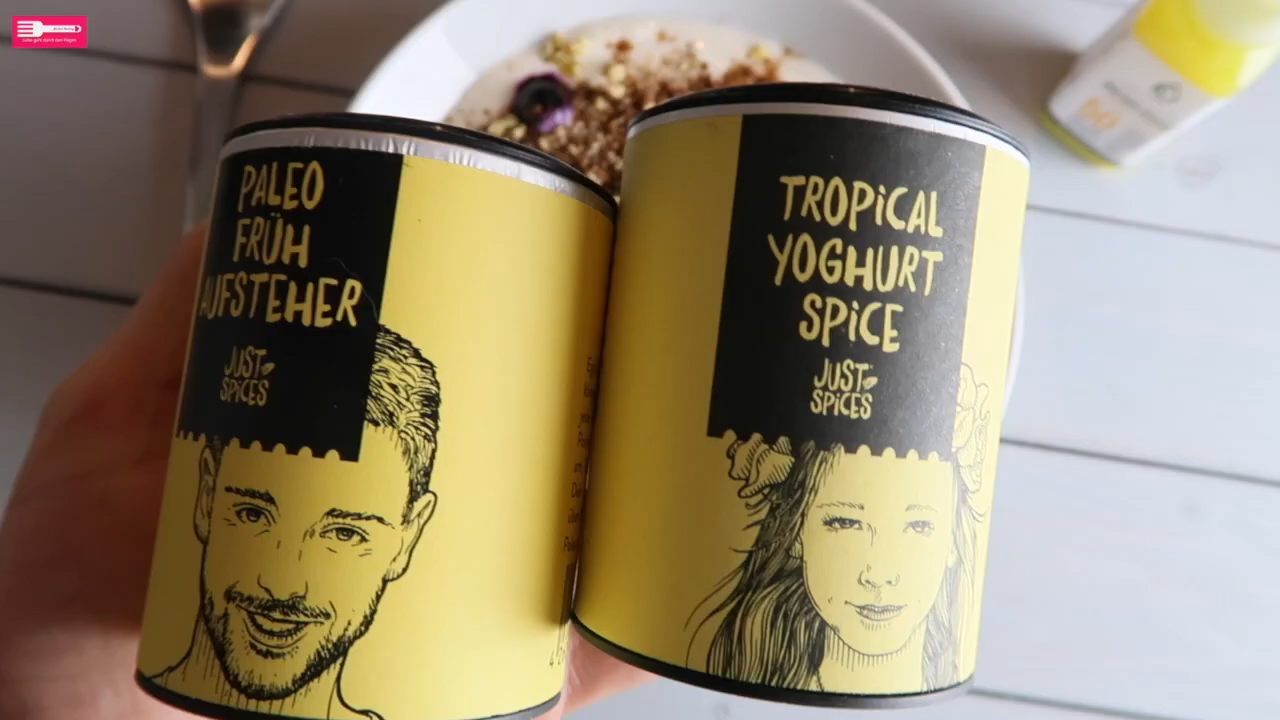 PALEO
FRÜH
AUFSTEHER
JUST
SPiCES
TROPiCAL
YOGHURT
SPiCE
JUST
SPiCES